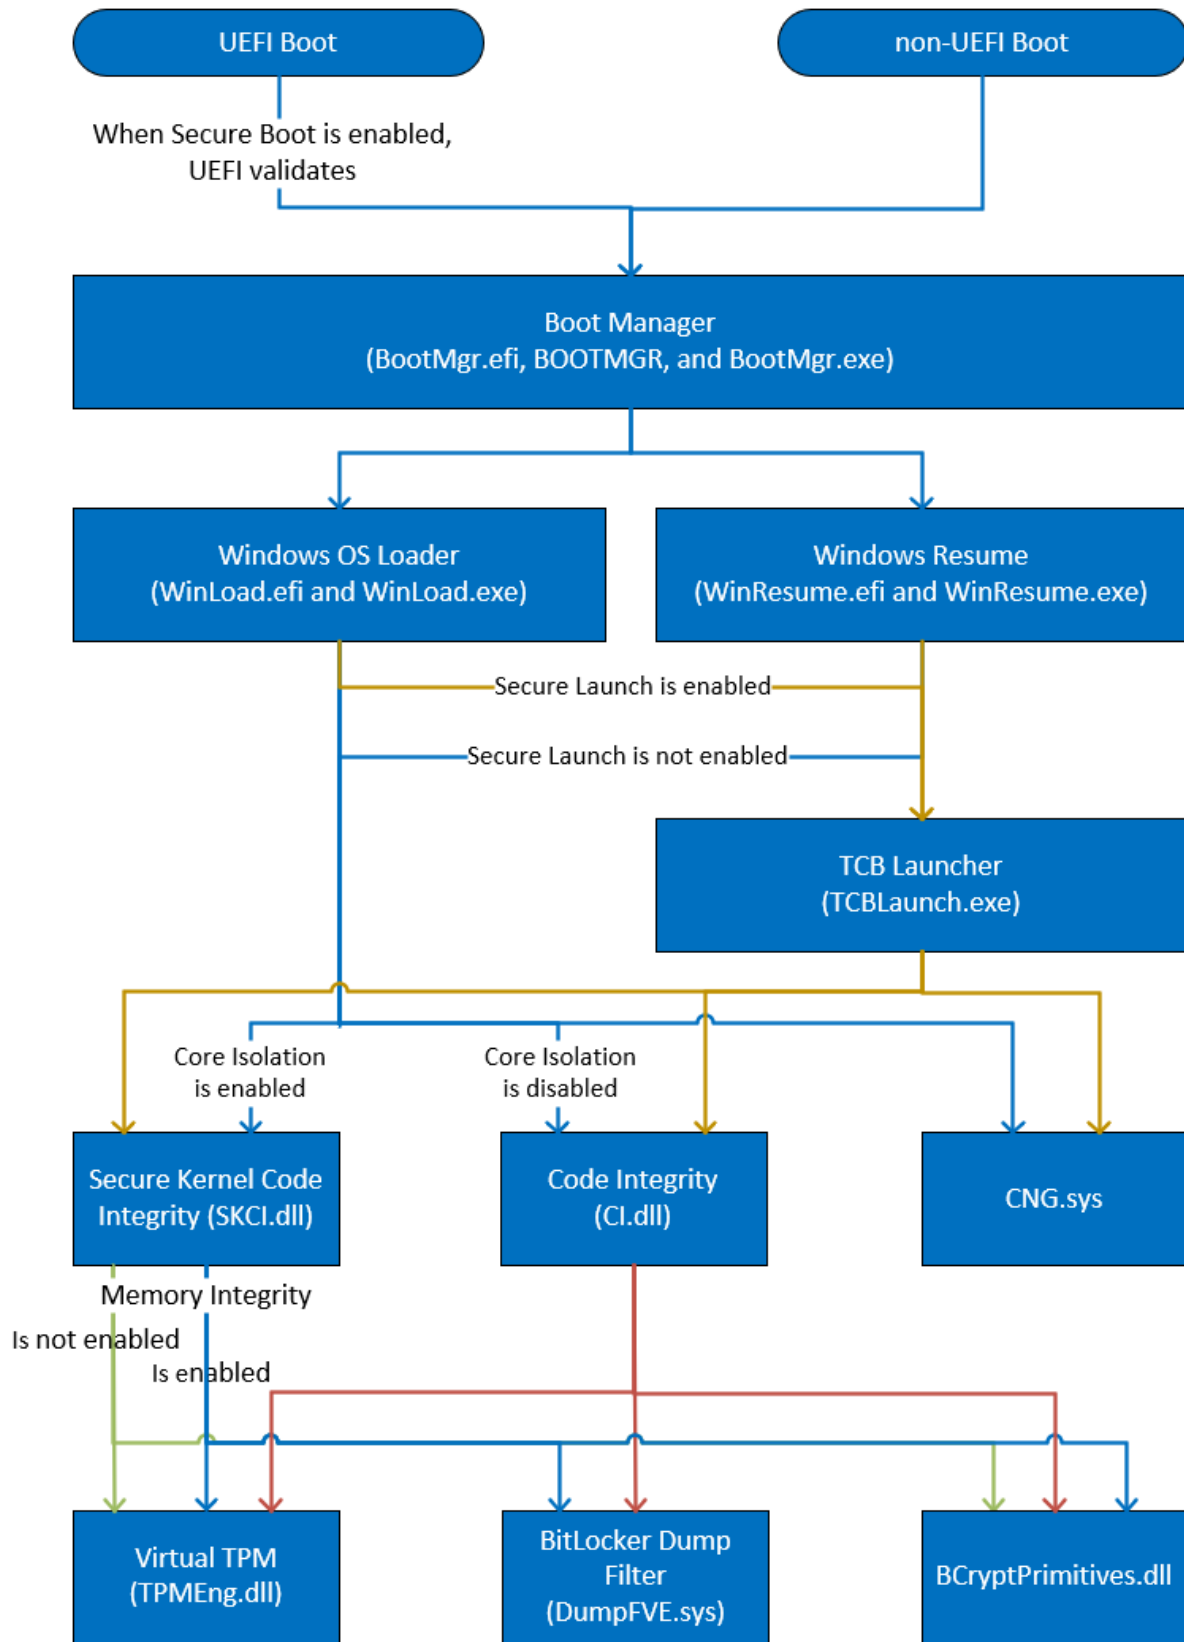 UEFI Boot
non-UEFI Boot
When Secure Boot is enabled,
UEFI validates
Boot Manager
(BootMgr.efi, BOOTMGR, and BootMgr.exe)
Windows OS Loader
(WinLoad.efi and WinLoad.exe)
Windows Resume
(WinResume.efi and WinResume.exe)
Secure Launch is enabled
Secure Launch is not enabled
TCB Launcher
(TCBLaunch.exe)
Core Isolation
is enabled
Core Isolation
is disabled
Secure Kernel Code
Integrity (SKCI.dll)
Code Integrity
(CI.dll)
CNG.sys
Memory Integrity
Is not enabled
Is enabled
Virtual TPM
(TPMEng.dll)
BitLocker Dump
Filter
(DumpFVE.sys)
BCryptPrimitives.dll